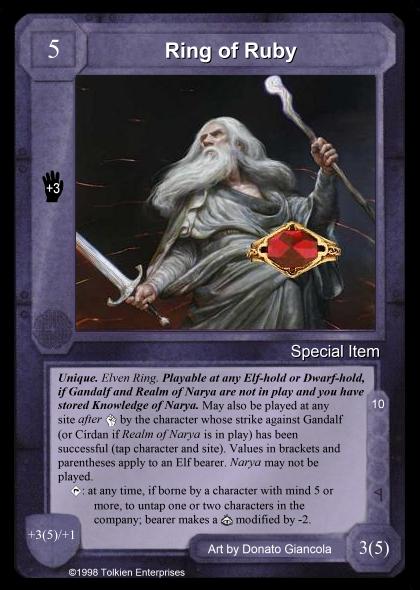 5
Ring of Ruby
+3
Special Item
Unique. Elven Ring. Playable at any Elf-hold or Dwarf-hold,
if Gandalf and Realm of Narya are not in play and you have
stored Knowledge of Narya. May also be played at any
site after by the character whose strike against Gandalf
(or Cirdan if Realm of Narya is in play) has been
successful (tap character and site). Values in brackets and
parentheses apply to an Elf bearer. Narya may not be
played.
: at any time, if borne by a character with mind 5 or
more, to untap one or two characters in the
company; bearer makes a modified by -2.
10
+3(5)/+1
Art by Donato Giancola
3(5)
©1998 Tolkien Enterprises